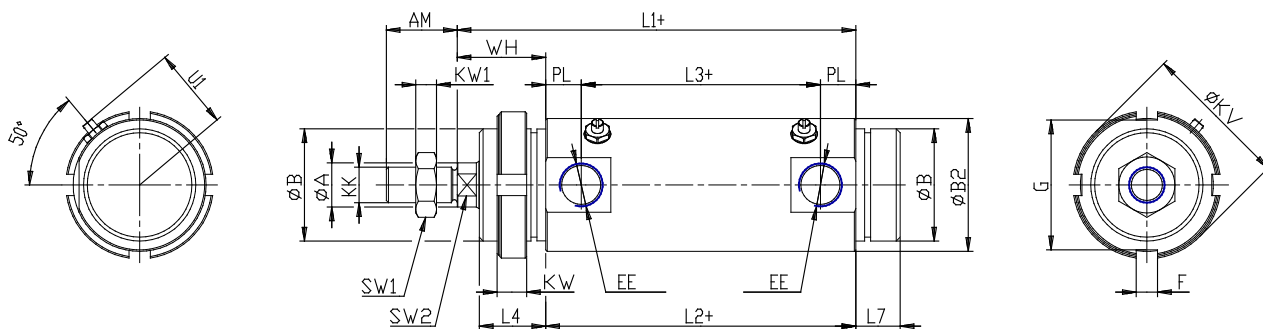 AM
L1+
WH
U1
KW1
PL
L3+
PL
ØKV
50°
ØB
ØA
KK
ØB
ØB2
G
SW1
SW2
KW
EE
EE
F
L4
L2+
L7